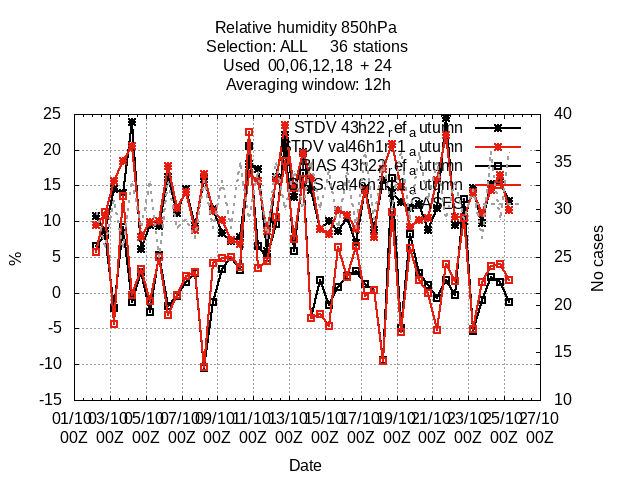 Relative humidity 850hPa
Selection: ALL 36 stations
Used 00,06,12,18 + 24
Averaging window: 12h
STDV 43h22_ref_autumn
STDV val46h1_r1_autumn
BIAS 43h22_ref_autumn
CASES
25
20
15
10
5
0
-5
-10
-15
40
35
30
25
20
15
10
%
No cases
01/10 03/10 05/10 07/10 09/10 11/10 13/10 15/10 17/10 19/10 21/10 23/10 25/10 27/10
00Z 00Z 00Z 00Z 00Z 00Z 00Z 00Z 00Z 00Z 00Z 00Z 00Z 00Z
Date